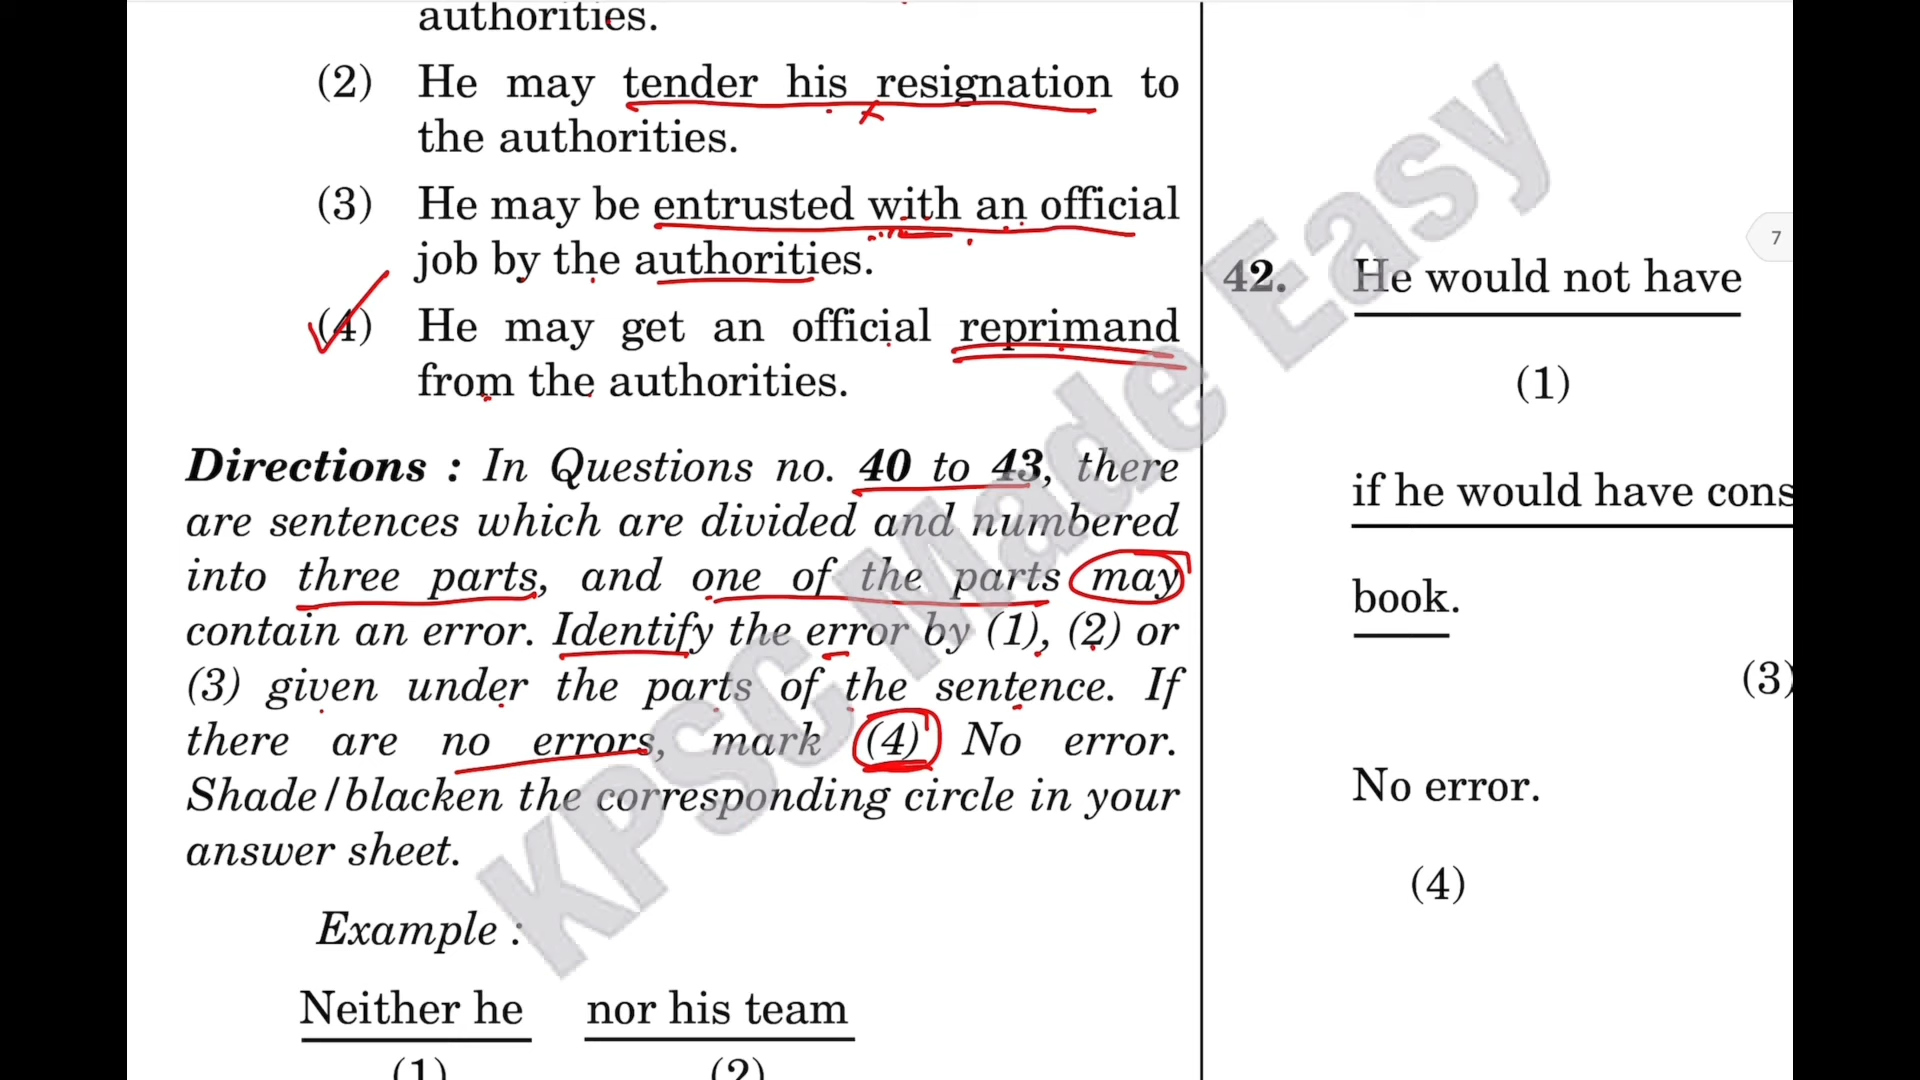 authorities.
(2) He may tender his resignation to
the authorities.
(3) He may be entrusted with an official
job by the authorities.
(4) He may get an official reprimand
from the authorities.
Directions : In Questions no. 40 to 43, there
are sentences which are divided and numbered
into three parts, and one of the parts may
contain an error. Identify the error by (1), (2) or
(3) given under the parts of the sentence. If
there are no errors, mark (4) No error.
Shade/blacken the corresponding circle in your
answer sheet.
Example :
Neither he nor his team
(1) (2)
42. He would not have
(1)
if he would have cons
book.
(3)
No error.
(4)
7
KPSC Made Easy